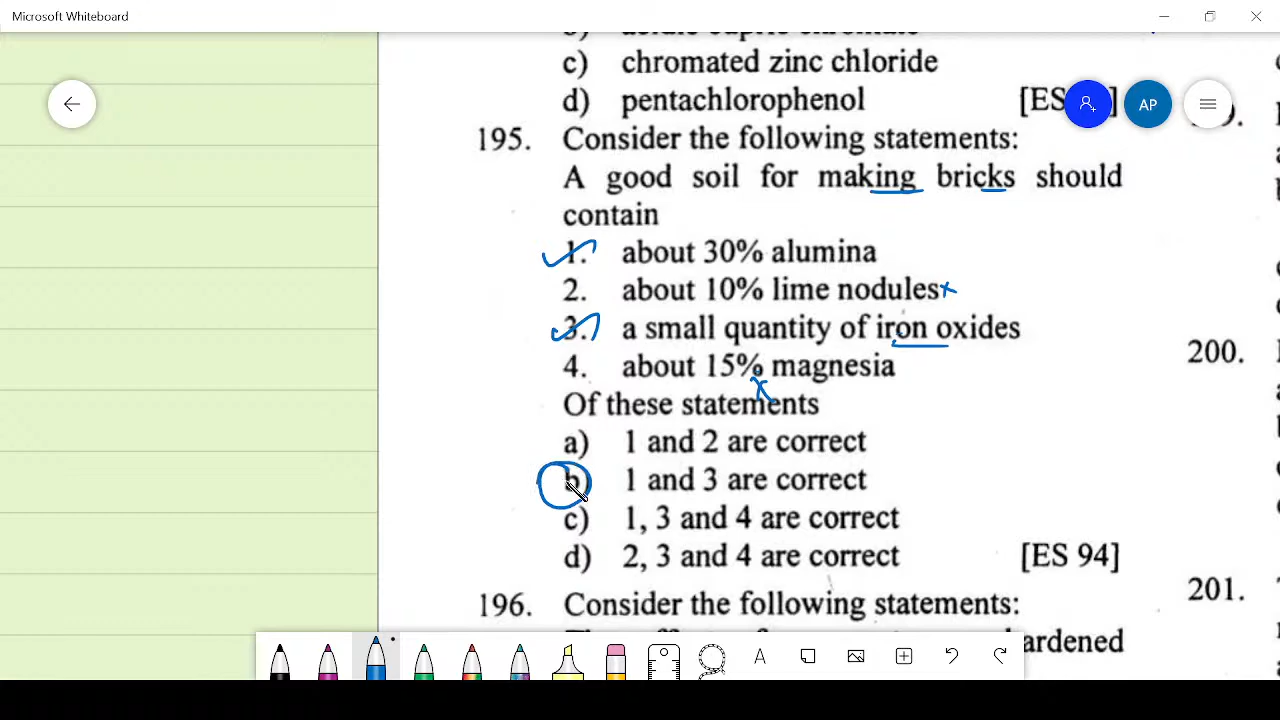 Microsoft Whiteboard
c) chromated zinc chloride
d) pentachlorophenol [ES
AP
195. Consider the following statements:
A good soil for making bricks should
contain
1. about 30% alumina
2. about 10% lime nodules
3. a small quantity of iron oxides
4. about 15% magnesia
Of these statements
a) 1 and 2 are correct
b) 1 and 3 are correct
c) 1, 3 and 4 are correct
d) 2, 3 and 4 are correct [ES 94]
196. Consider the following statements:
ardened
200.
201.
A